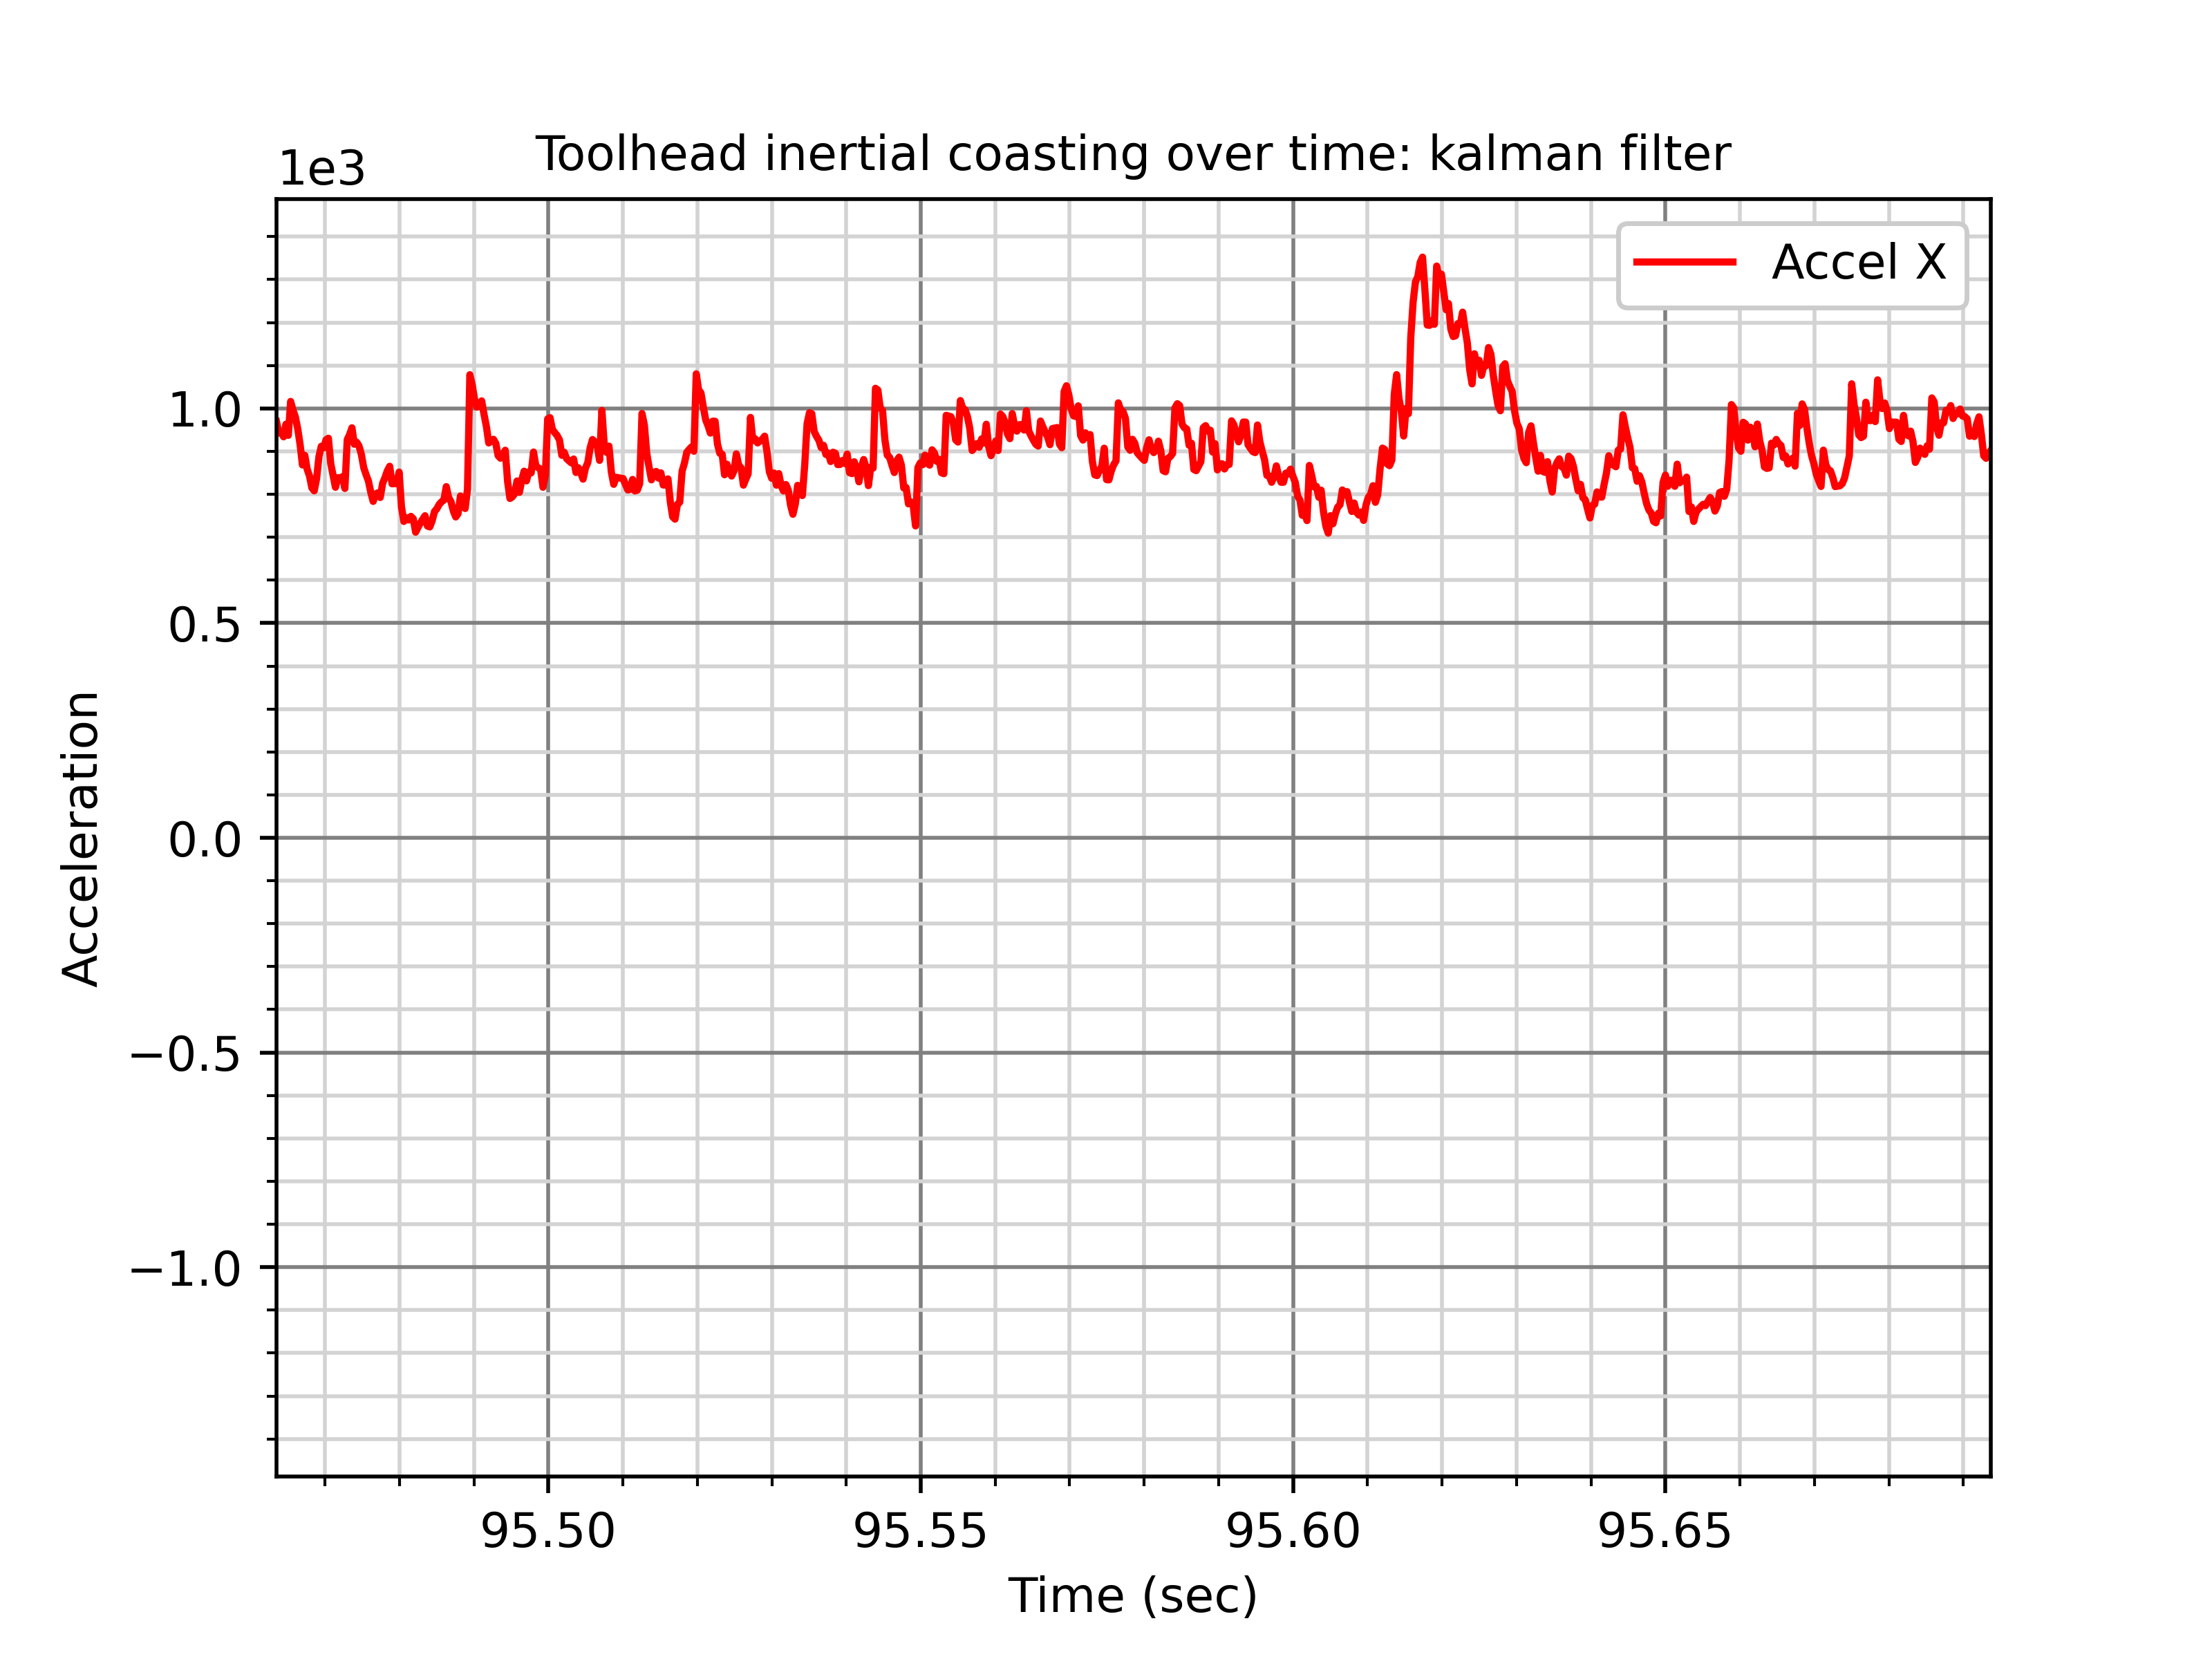 Toolhead inertial coasting over time: kalman filter
1e3
Accel X
1.0
0.5
0.0
−0.5
−1.0
Acceleration
95.50 95.55 95.60 95.65
Time (sec)